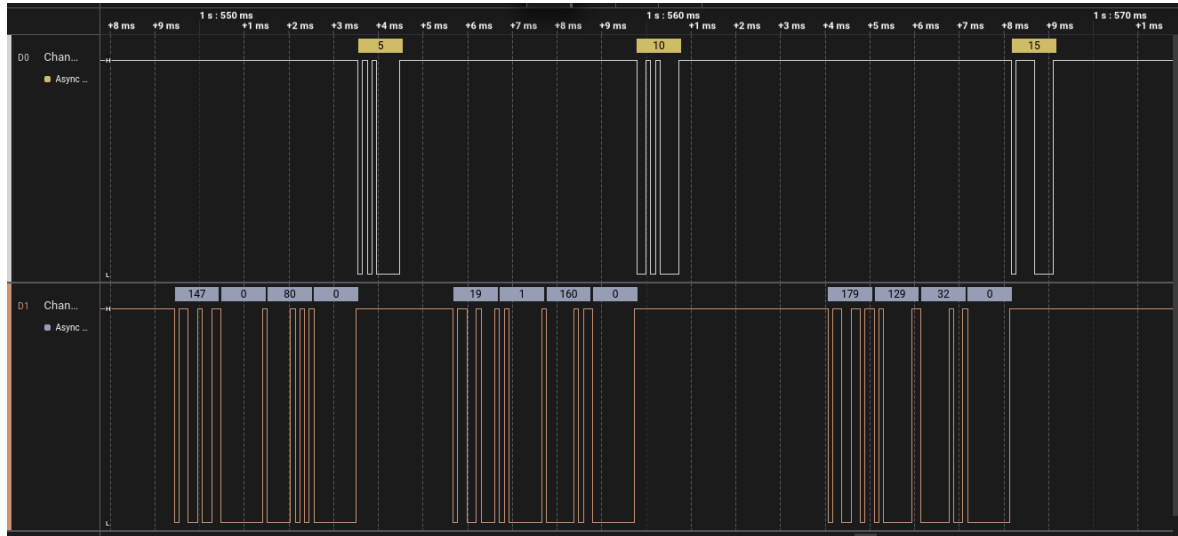 1 s : 550 ms 1 s : 560 ms 1 s : 570 ms
+8 ms +9 ms +1 ms +2 ms +3 ms +4 ms +5 ms +6 ms +7 ms +8 ms +9 ms +1 ms +2 ms +3 ms +4 ms +5 ms +6 ms +7 ms +8 ms +9 ms +1 ms
5 10 15
D0 Chan...
H
Async ...
L
147 0 80 0 19 1 160 0 179 129 32 0
D1 Chan...
H
Async ...
L